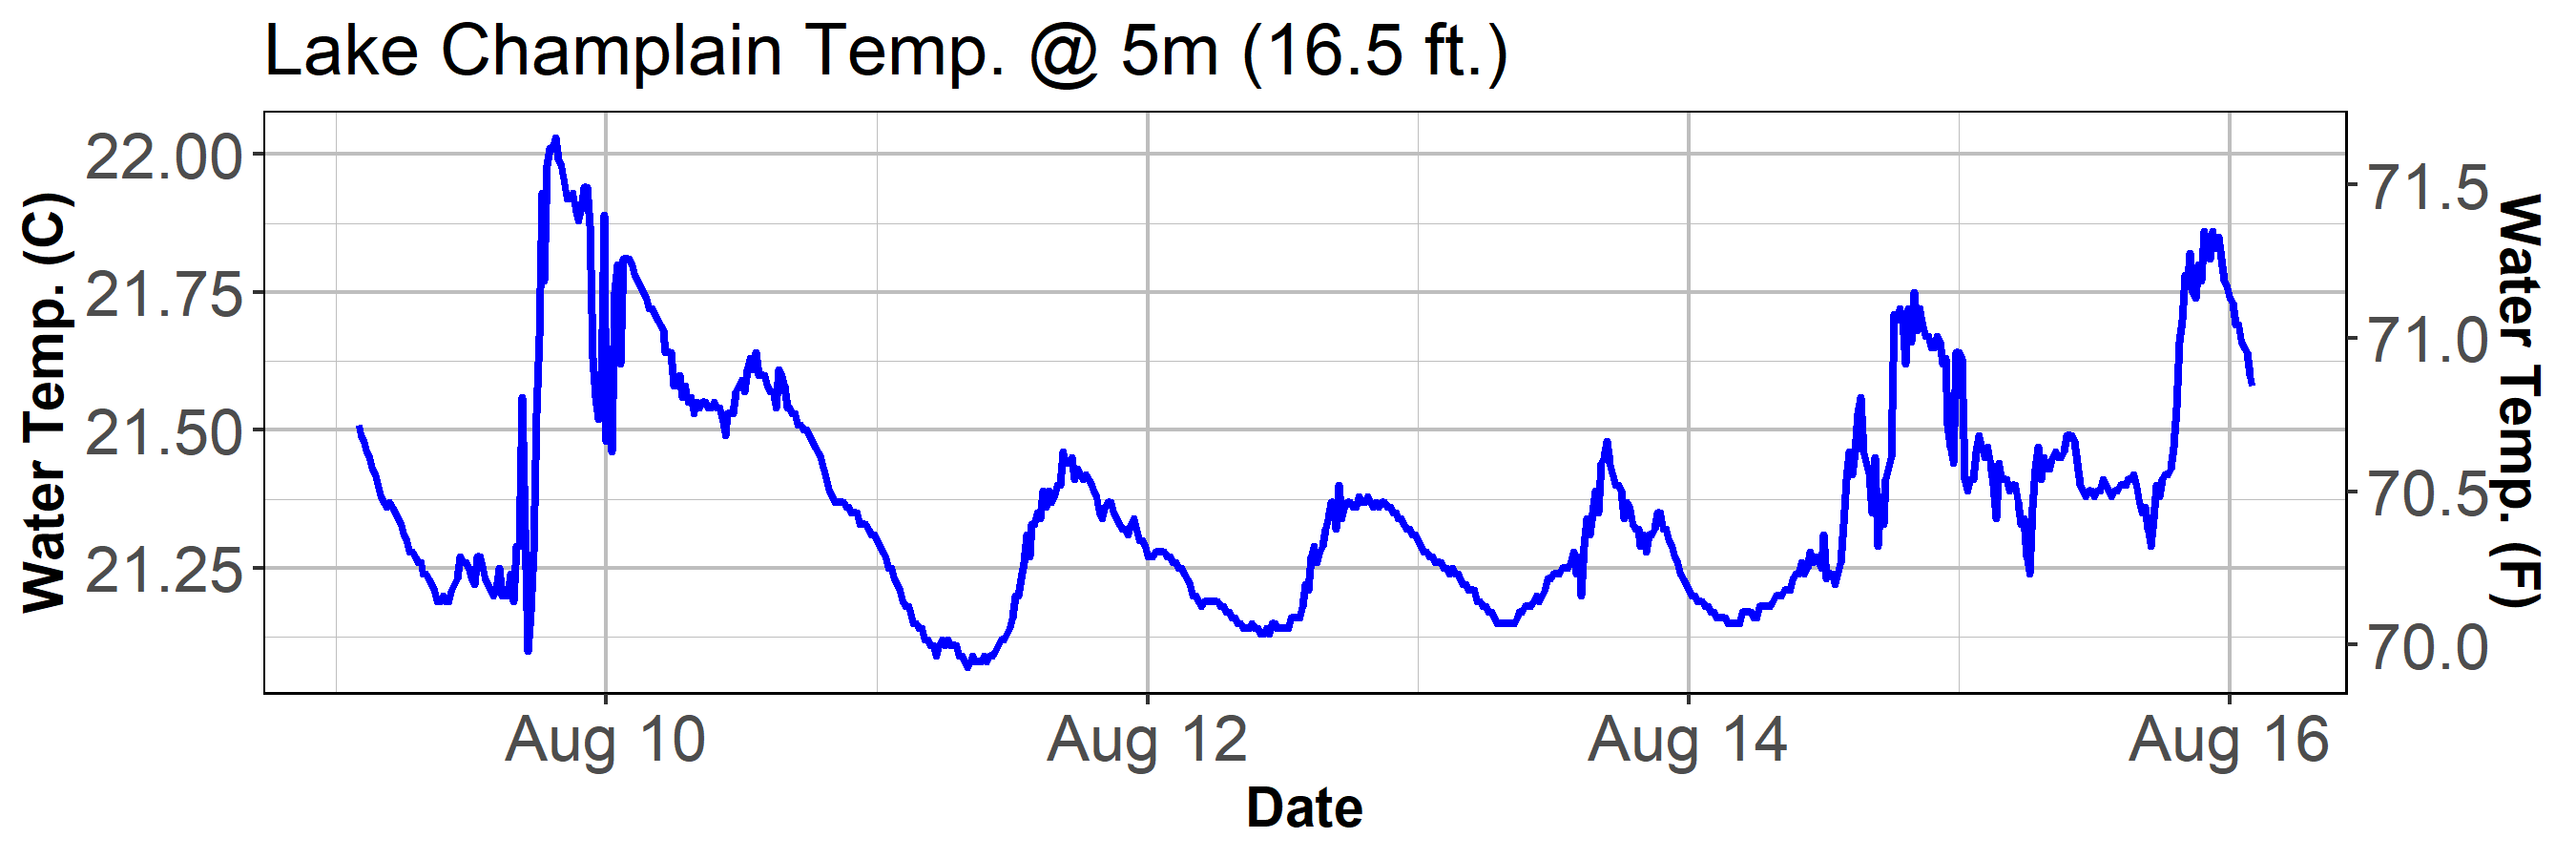 Lake Champlain Temp. @ 5m (16.5 ft.)
Water Temp. (C)
22.00
21.75
21.50
21.25
71.5
71.0
70.5
70.0
Water Temp. (F)
Aug 10
Aug 12
Aug 14
Aug 16
Date